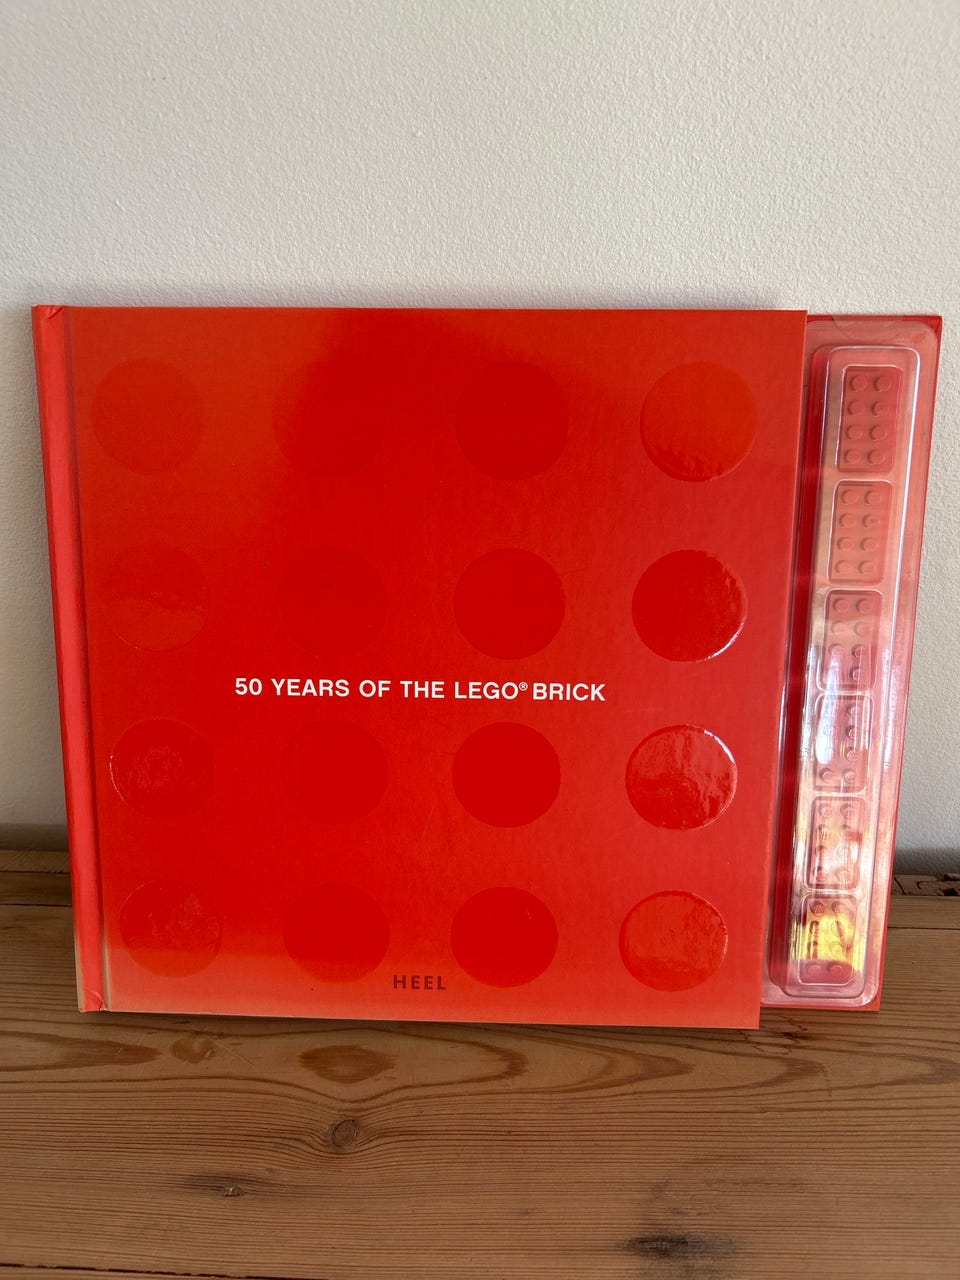 50 YEARS OF THE LEGO® BRICK
HEEL